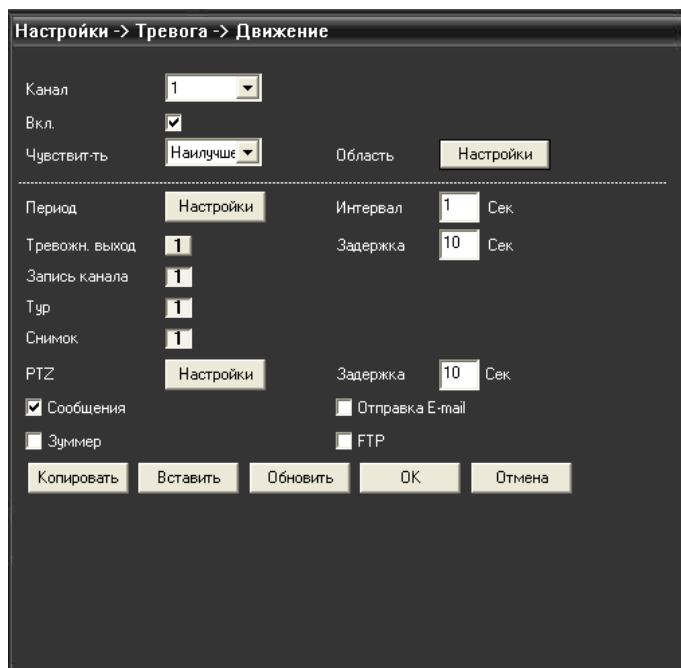 Настройки -> Тревога -> Движение
Канал 1
Вкл.
Чувствит-ть Наилучше Область Настройки
Период Настройки Интервал 1 Сек
Тревожн. выход 1 Задержка 10 Сек
Запись канала 1
Тур 1
Снимок 1
PTZ Настройки Задержка 10 Сек
Сообщения Отправка E-mail
Зуммер FTP
Копировать Вставить Обновить OK Отмена